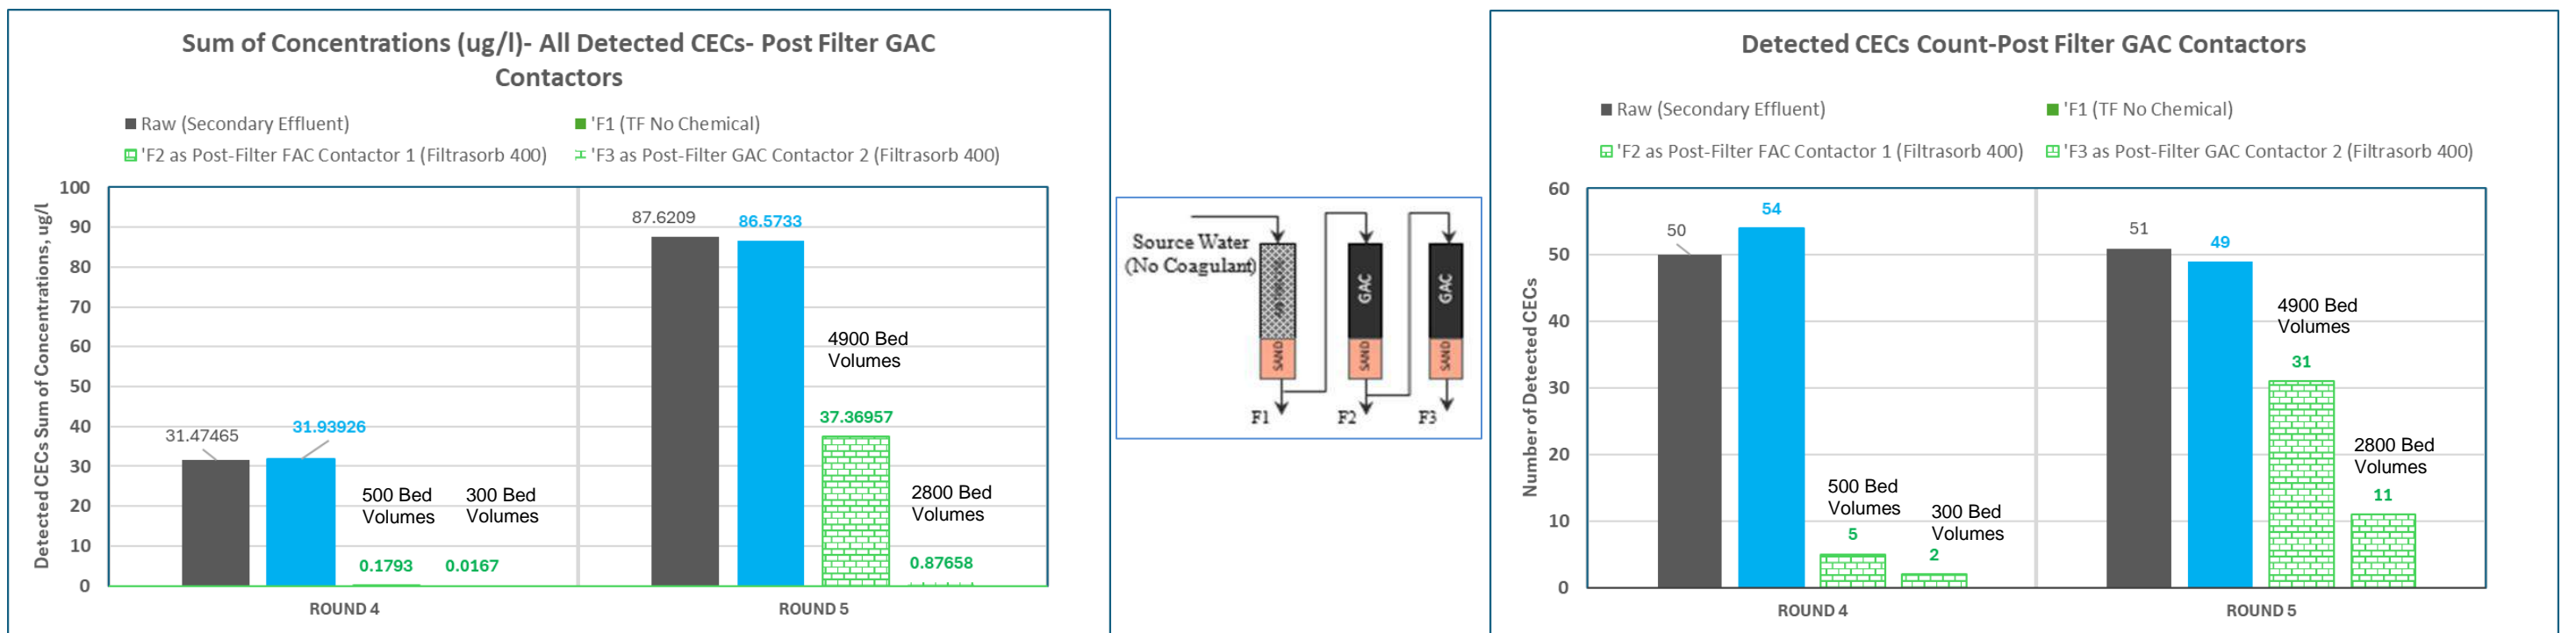 Sum of Concentrations (ug/l)- All Detected CECs- Post Filter GAC
Contactors
Raw (Secondary Effluent)
'F1 (TF No Chemical)
'F2 as Post-Filter FAC Contactor 1 (Filtrasorb 400)
'F3 as Post-Filter GAC Contactor 2 (Filtrasorb 400)
Detected CECs Sum of Concentrations, ug/l
100
90
80
70
60
50
40
30
20
10
0
31.47465
31.93926
500 Bed
Volumes
300 Bed
Volumes
0.1793
0.0167
87.6209
86.5733
4900 Bed
Volumes
37.36957
2800 Bed
Volumes
0.87658
ROUND 4
ROUND 5
Source Water
(No Coagulant)
SAND
GAC
SAND
GAC
SAND
F1
F2
F3
Detected CECs Count-Post Filter GAC Contactors
Raw (Secondary Effluent)
'F1 (TF No Chemical)
'F2 as Post-Filter FAC Contactor 1 (Filtrasorb 400)
'F3 as Post-Filter GAC Contactor 2 (Filtrasorb 400)
Number of Detected CECs
60
50
40
30
20
10
0
50
54
500 Bed
Volumes
5
300 Bed
Volumes
2
51
49
4900 Bed
Volumes
31
2800 Bed
Volumes
11
ROUND 4
ROUND 5